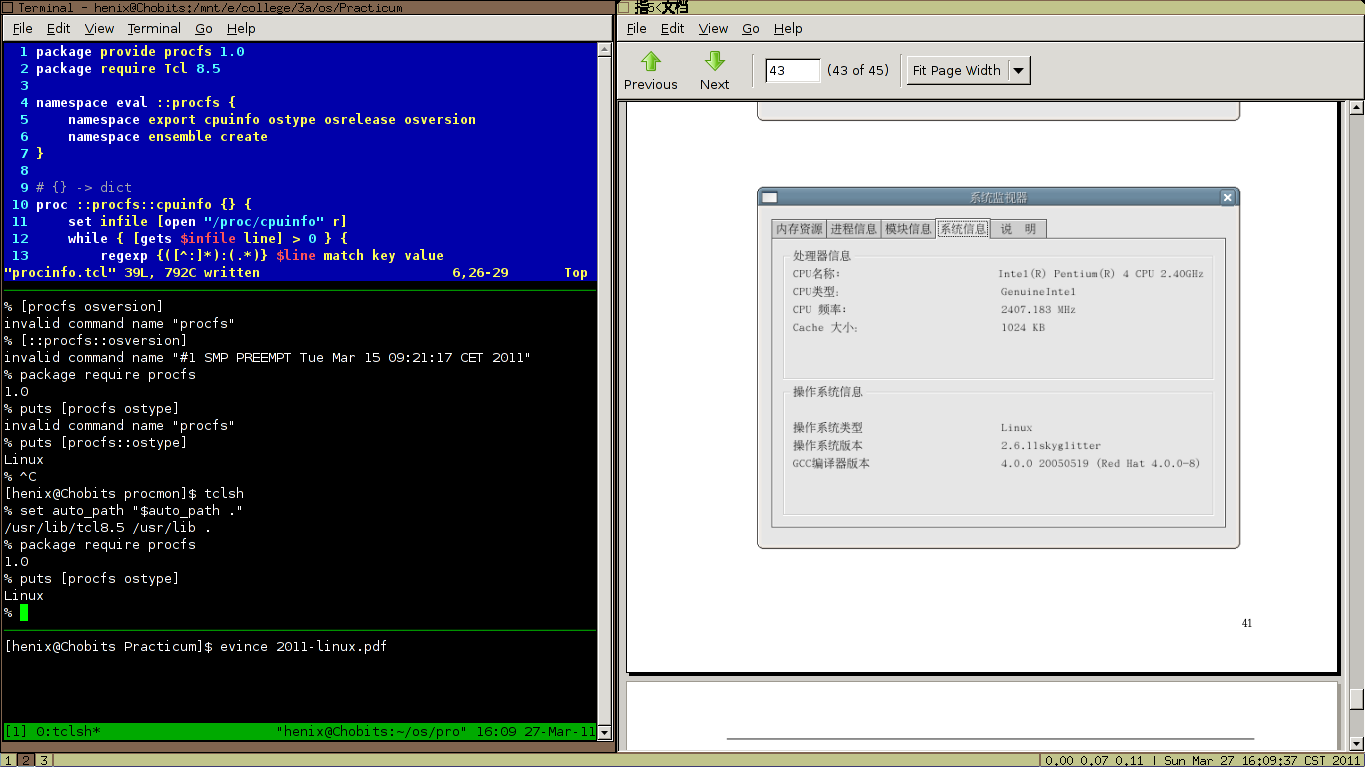 Terminal - henix@Chobits:/mnt/e/college/3a/os/Practicum
File Edit View Terminal Go Help
1 package provide procfs 1.0
2 package require Tcl 8.5
3
4 namespace eval ::procfs {
5     namespace export cpuinfo ostype osrelease osversion
6     namespace ensemble create
7 }
8
9 # {} -> dict
10 proc ::procfs::cpuinfo {} {
11     set infile [open "/proc/cpuinfo" r]
12     while { [gets $infile line] > 0 } {
13         regexp {([^:]*):(.*)} $line match key value
"procinfo.tcl" 39L, 792C written 6,26-29 Top
% [procfs osversion]
invalid command name "procfs"
% [::procfs::osversion]
invalid command name "#1 SMP PREEMPT Tue Mar 15 09:21:17 CET 2011"
% package require procfs
1.0
% puts [procfs ostype]
invalid command name "procfs"
% puts [procfs::ostype]
Linux
% ^C
[henix@Chobits procmon]$ tclsh
% set auto_path "$auto_path ."
/usr/lib/tcl8.5 /usr/lib .
% package require procfs
1.0
% puts [procfs ostype]
Linux
%
[henix@Chobits Practicum]$ evince 2011-linux.pdf
[1] 0:tclsh* "henix@Chobits:~/os/pro" 16:09 27-Mar-11
1 2 3
文档
File Edit View Go Help
Previous Next 43 (43 of 45) Fit Page Width
系统监视器
内存资源 进程信息 模块信息 系统信息 说 明
处理器信息
CPU名称: Intel(R) Pentium(R) 4 CPU 2.40GHz
CPU类型: GenuineIntel
CPU 频率: 2407.183 MHz
Cache 大小: 1024 KB
操作系统信息
操作系统类型 Linux
操作系统版本 2.6.11skyglitter
GCC编译器版本 4.0.0 20050519 (Red Hat 4.0.0-8)
41
0.00 0.07 0.11 | Sun Mar 27 16:09:37 CST 2011